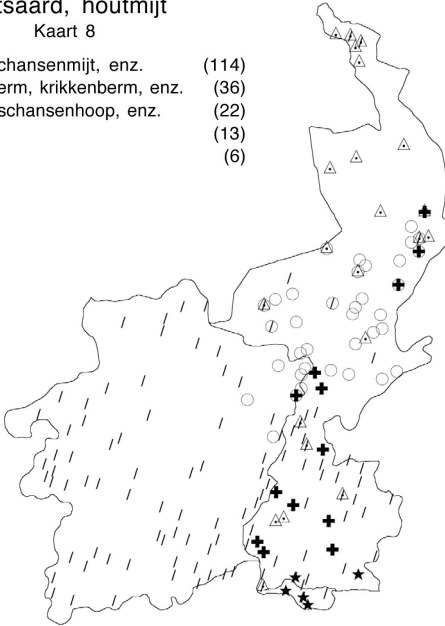 tsaard, houtmijt
Kaart 8
chansenmijt, enz. (114)
erm, krikkenberm, enz. (36)
schansenhoop, enz. (22)
(13)
(6)